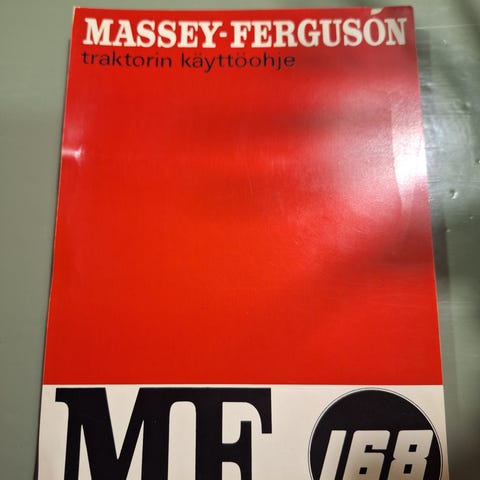 MASSEY-FERGUSON
traktorin käyttöohje
MF 168